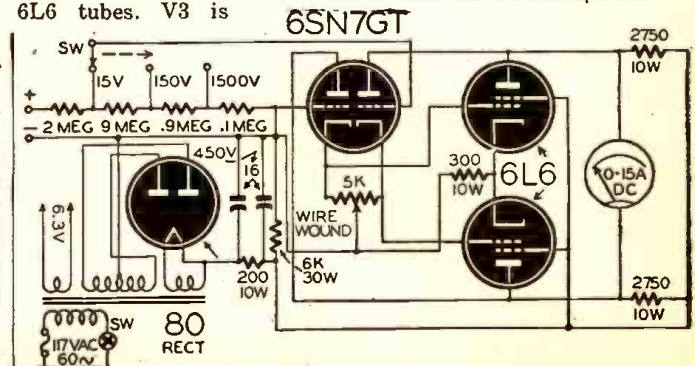 6L6 tubes. V3 is
6SN7GT
SW
15V 150V 1500V
+
−
2 MEG 9 MEG .9MEG .1MEG
450V
16
6.3V
5K
WIRE
WOUND
300
10W
6L6
2750
10W
0-15A
DC
6K
30W
200
10W
2750
10W
80
RECT
SW
117VAC
60~